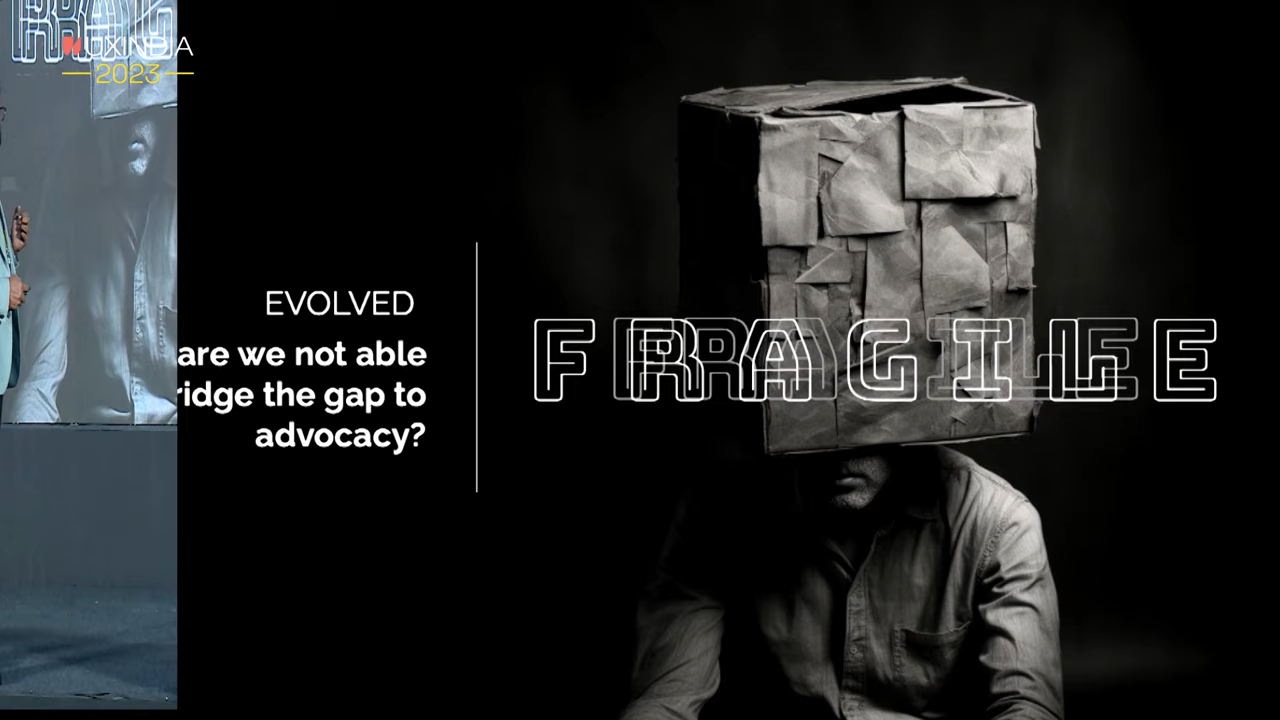 UXINDIA
2023
EVOLVED
are we not able
ridge the gap to
advocacy?
FRAGILE